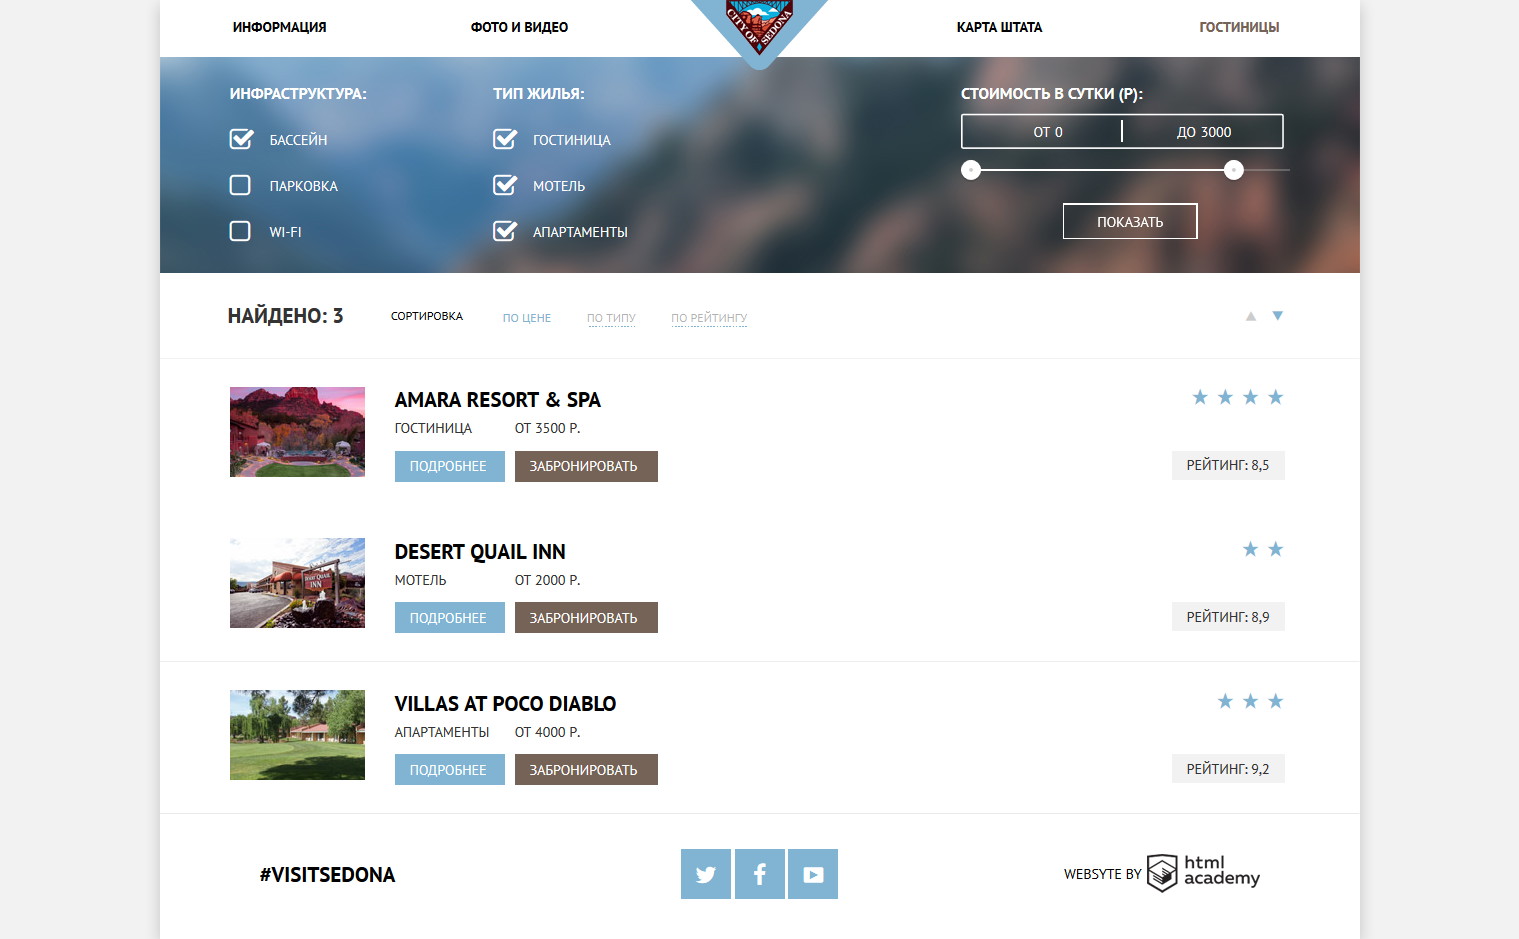 ИНФОРМАЦИЯ
ФОТО И ВИДЕО
CITY OF SEDONA
КАРТА ШТАТА
ГОСТИНИЦЫ
ИНФРАСТРУКТУРА:
БАССЕЙН
ПАРКОВКА
WI-FI
ТИП ЖИЛЬЯ:
ГОСТИНИЦА
МОТЕЛЬ
АПАРТАМЕНТЫ
СТОИМОСТЬ В СУТКИ (Р):
ОТ 0
ДО 3000
ПОКАЗАТЬ
НАЙДЕНО: 3
СОРТИРОВКА
ПО ЦЕНЕ
ПО ТИПУ
ПО РЕЙТИНГУ
AMARA RESORT & SPA
ГОСТИНИЦА
ОТ 3500 Р.
ПОДРОБНЕЕ
ЗАБРОНИРОВАТЬ
РЕЙТИНГ: 8,5
DESERT QUAIL INN
МОТЕЛЬ
ОТ 2000 Р.
ПОДРОБНЕЕ
ЗАБРОНИРОВАТЬ
РЕЙТИНГ: 8,9
DESERT QUAIL
INN
VILLAS AT POCO DIABLO
АПАРТАМЕНТЫ
ОТ 4000 Р.
ПОДРОБНЕЕ
ЗАБРОНИРОВАТЬ
РЕЙТИНГ: 9,2
#VISITSEDONA
WEBSYTE BY
html
academy